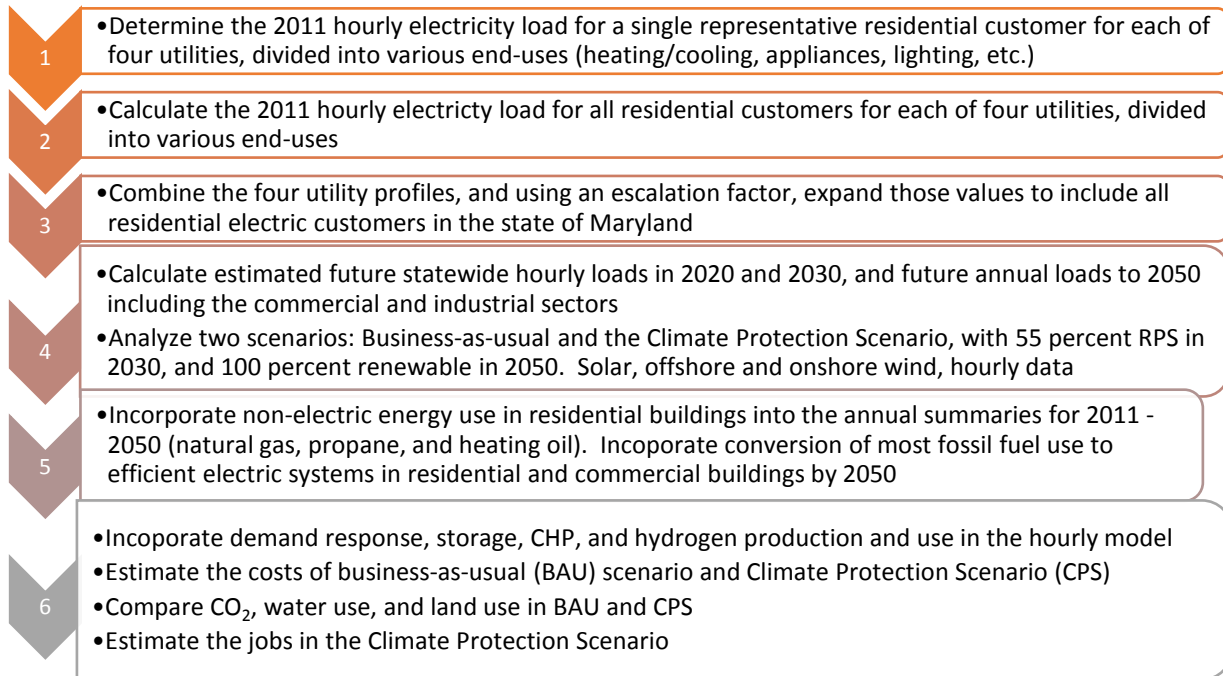 1
•Determine the 2011 hourly electricity load for a single representative residential customer for each of
four utilities, divided into various end-uses (heating/cooling, appliances, lighting, etc.)
2
•Calculate the 2011 hourly electricty load for all residential customers for each of four utilities, divided
into various end-uses
3
•Combine the four utility profiles, and using an escalation factor, expand those values to include all
residential electric customers in the state of Maryland
4
•Calculate estimated future statewide hourly loads in 2020 and 2030, and future annual loads to 2050
including the commercial and industrial sectors
•Analyze two scenarios: Business-as-usual and the Climate Protection Scenario, with 55 percent RPS in
2030, and 100 percent renewable in 2050. Solar, offshore and onshore wind, hourly data
5
•Incorporate non-electric energy use in residential buildings into the annual summaries for 2011 -
2050 (natural gas, propane, and heating oil). Incoporate conversion of most fossil fuel use to
efficient electric systems in residential and commercial buildings by 2050
6
•Incoporate demand response, storage, CHP, and hydrogen production and use in the hourly model
•Estimate the costs of business-as-usual (BAU) scenario and Climate Protection Scenario (CPS)
•Compare CO₂, water use, and land use in BAU and CPS
•Estimate the jobs in the Climate Protection Scenario